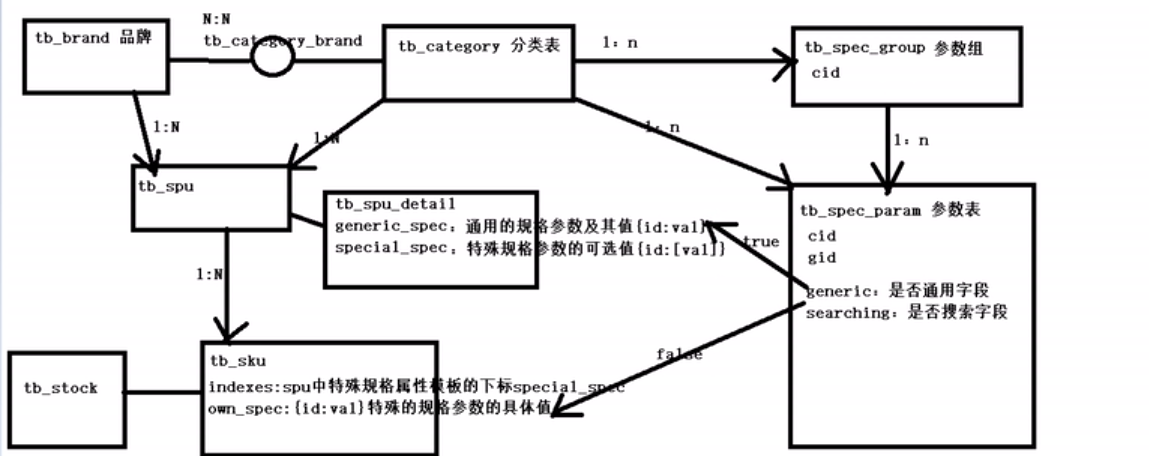 N:N
tb_brand 品牌
tb_category_brand
tb_category 分类表
1: n
tb_spec_group 参数组
cid
1:N
1:N
1: n
1: n
tb_spu
tb_spu_detail
generic_spec: 通用的规格参数及其值{id:val}
special_spec: 特殊规格参数的可选值{id:[val]}
tb_spec_param 参数表
cid
gid
true
generic: 是否通用字段
searching: 是否搜索字段
1:N
false
tb_sku
tb_stock
indexes:spu中特殊规格属性模板的下标special_spec
own_spec:{id:val}特殊的规格参数的具体值